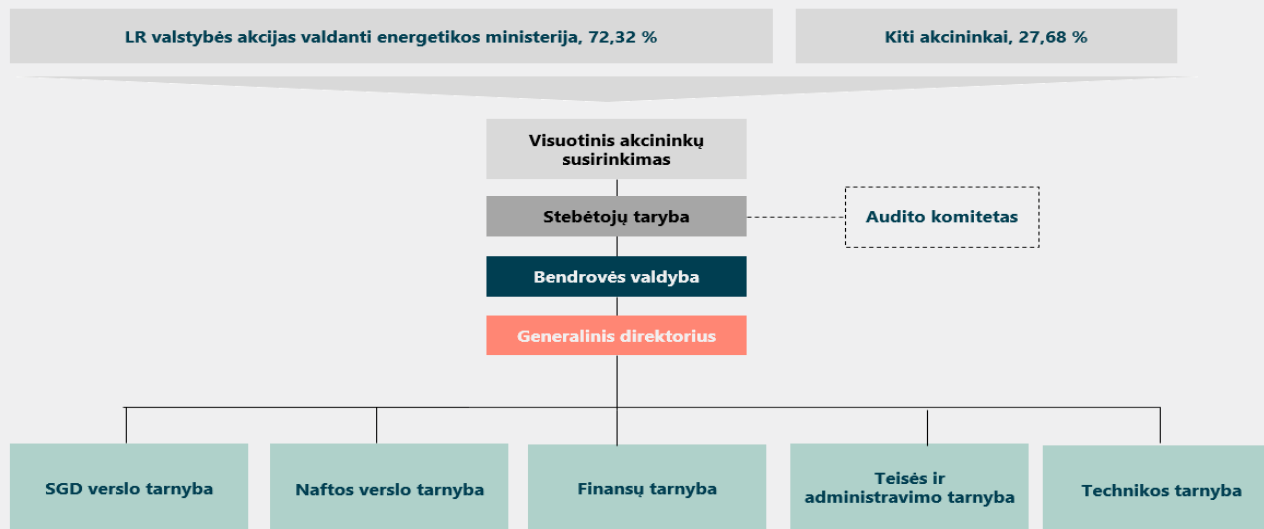 LR valstybės akcijas valdanti energetikos ministerija, 72,32 %
Kiti akcininkai, 27,68 %
Visuotinis akcininkų
susirinkimas
Stebėtojų taryba
Audito komitetas
Bendrovės valdyba
Generalinis direktorius
SGD verslo tarnyba
Naftos verslo tarnyba
Finansų tarnyba
Teisės ir
administravimo tarnyba
Technikos tarnyba